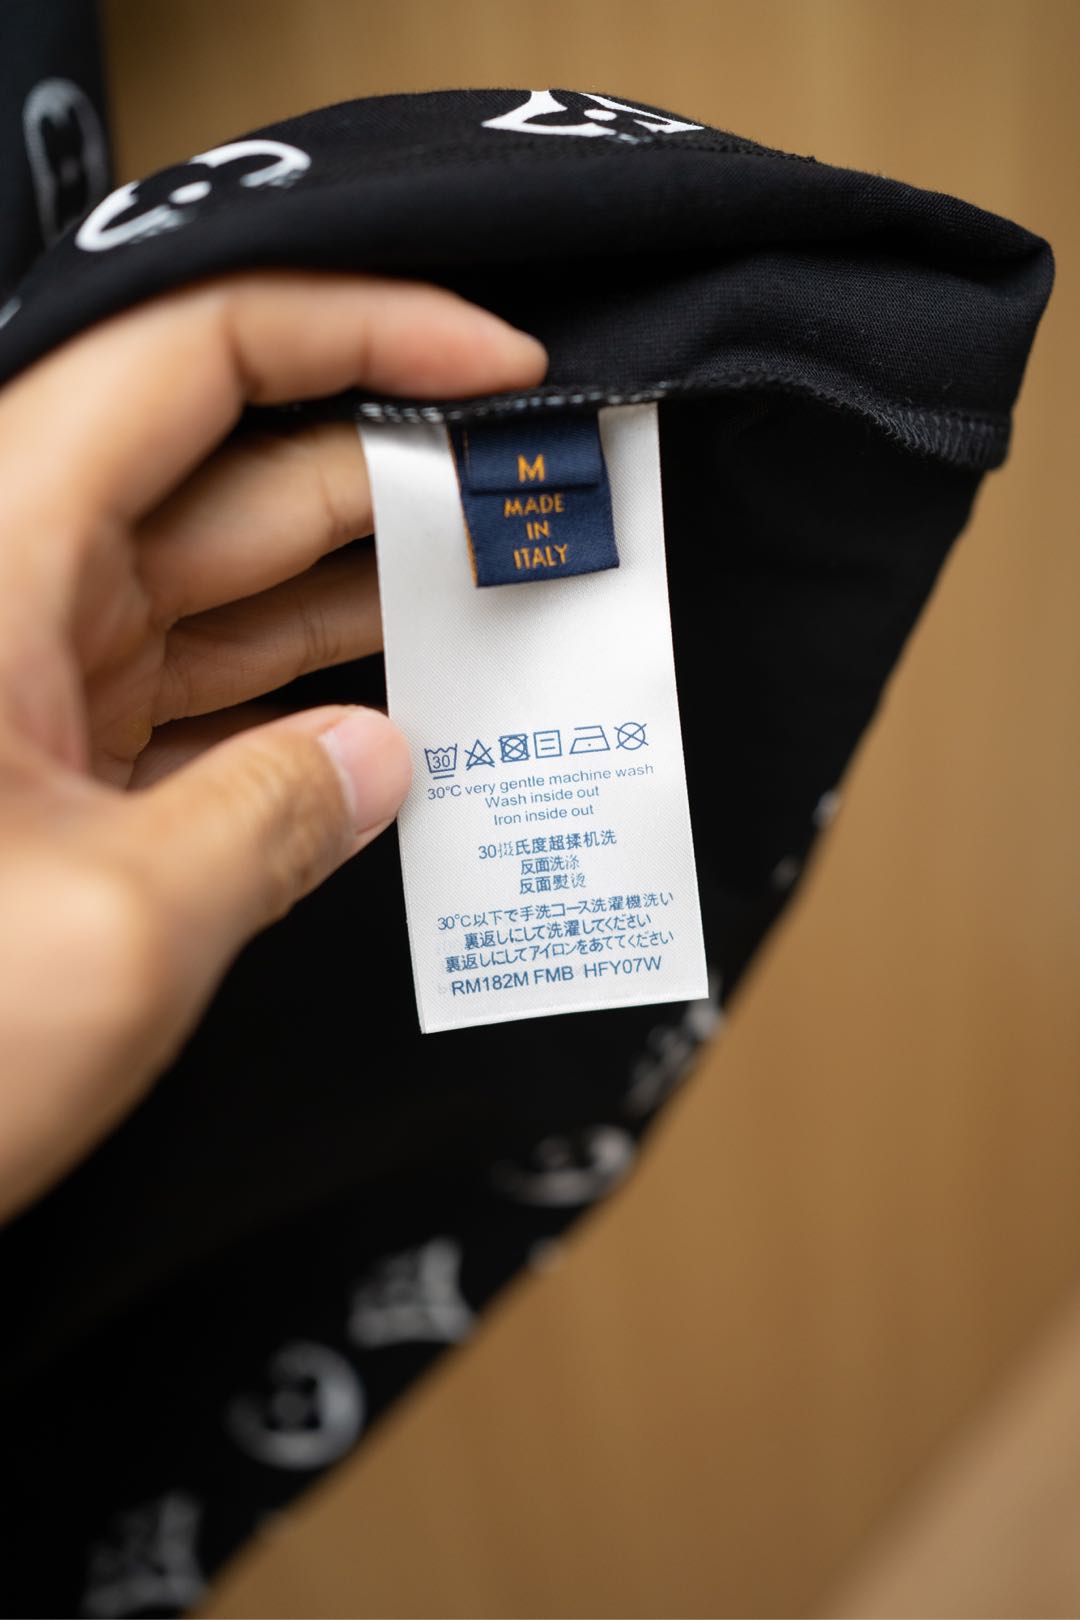 M
MADE
IN
ITALY
30
30°C very gentle machine wash
Wash inside out
Iron inside out
30摄氏度超揉机洗
反面洗涤
反面熨烫
30°C以下で手洗コース洗濯機洗い
裏返しにして洗濯してください
裏返しにしてアイロンをあててください
RM182M FMB HFY07W